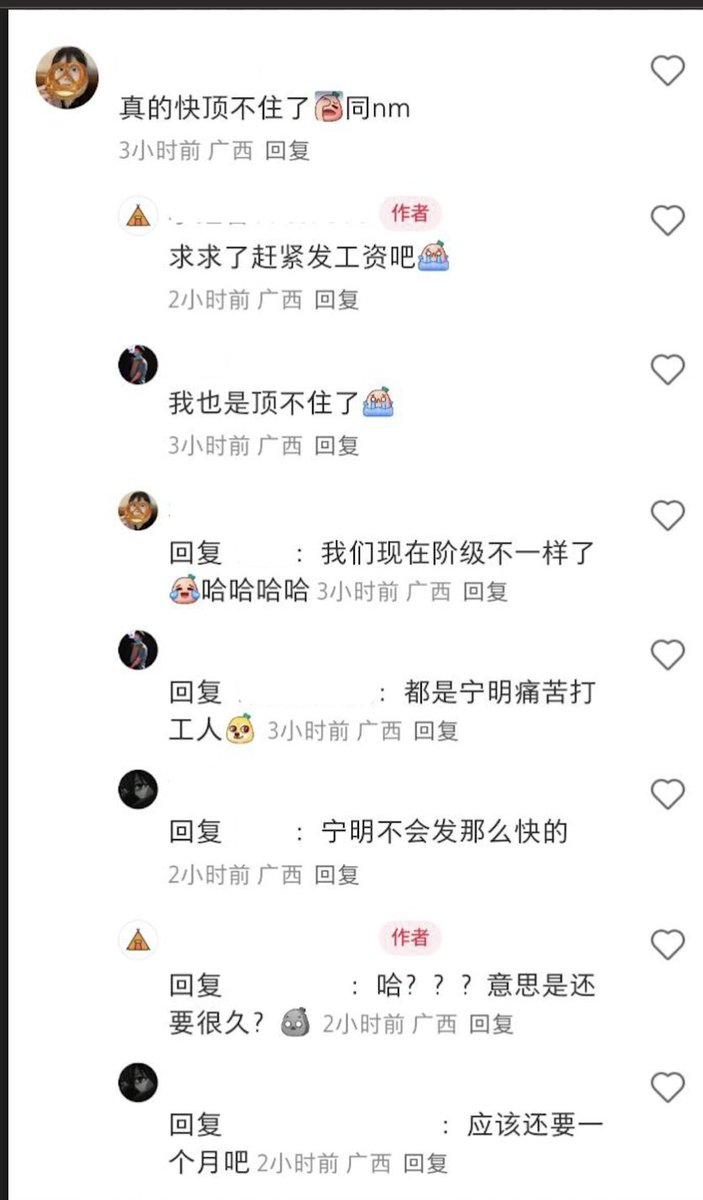 真的快顶不住了同nm
3小时前 广西 回复
作者
求求了赶紧发工资吧
2小时前 广西 回复
我也是顶不住了
3小时前 广西 回复
回复 ：我们现在阶级不一样了
哈哈哈哈 3小时前 广西 回复
回复 ：都是宁明痛苦打
工人 3小时前 广西 回复
回复 ：宁明不会发那么快的
2小时前 广西 回复
作者
回复 ：哈？？？意思是还
要很久？ 2小时前 广西 回复
回复 ：应该还要一
个月吧 2小时前 广西 回复